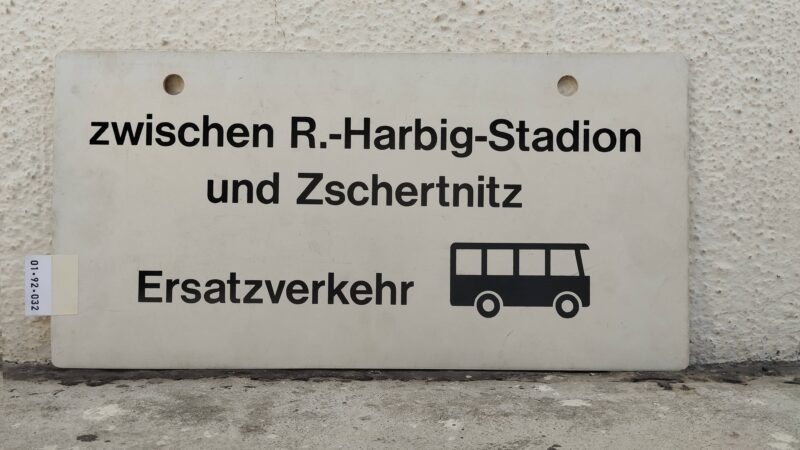 zwischen R.-Harbig-Stadion
und Zschertnitz
Ersatzverkehr
01-92-032